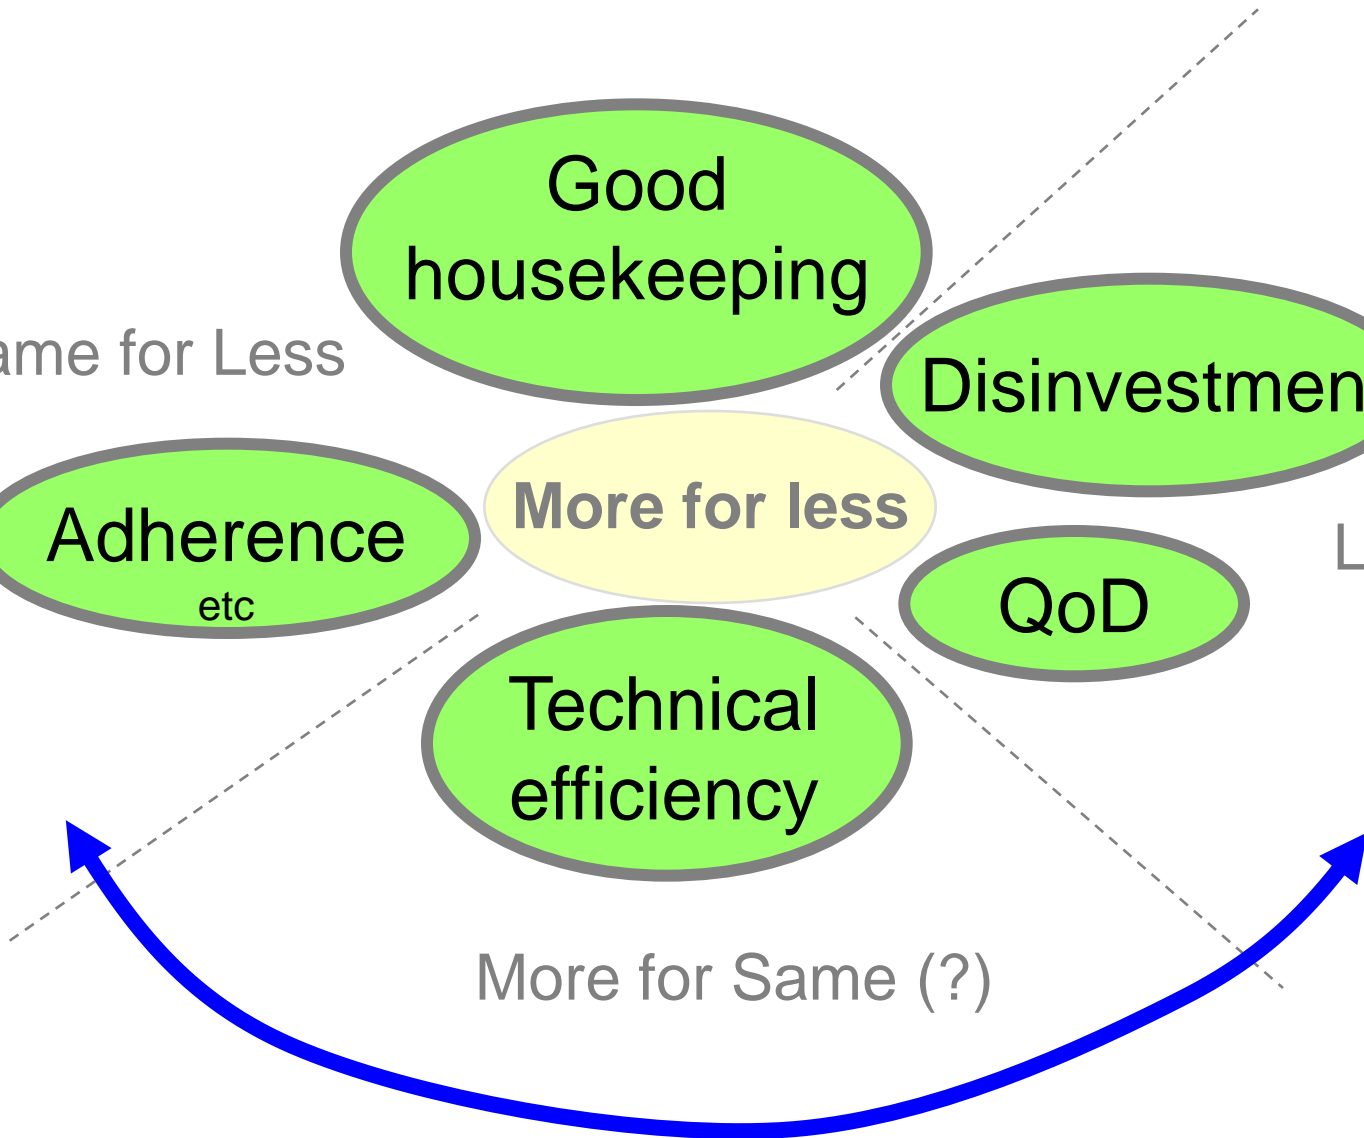 Good
housekeeping
ame for Less
Disinvestmen
More for less
Adherence
etc
L
QoD
Technical
efficiency
More for Same (?)